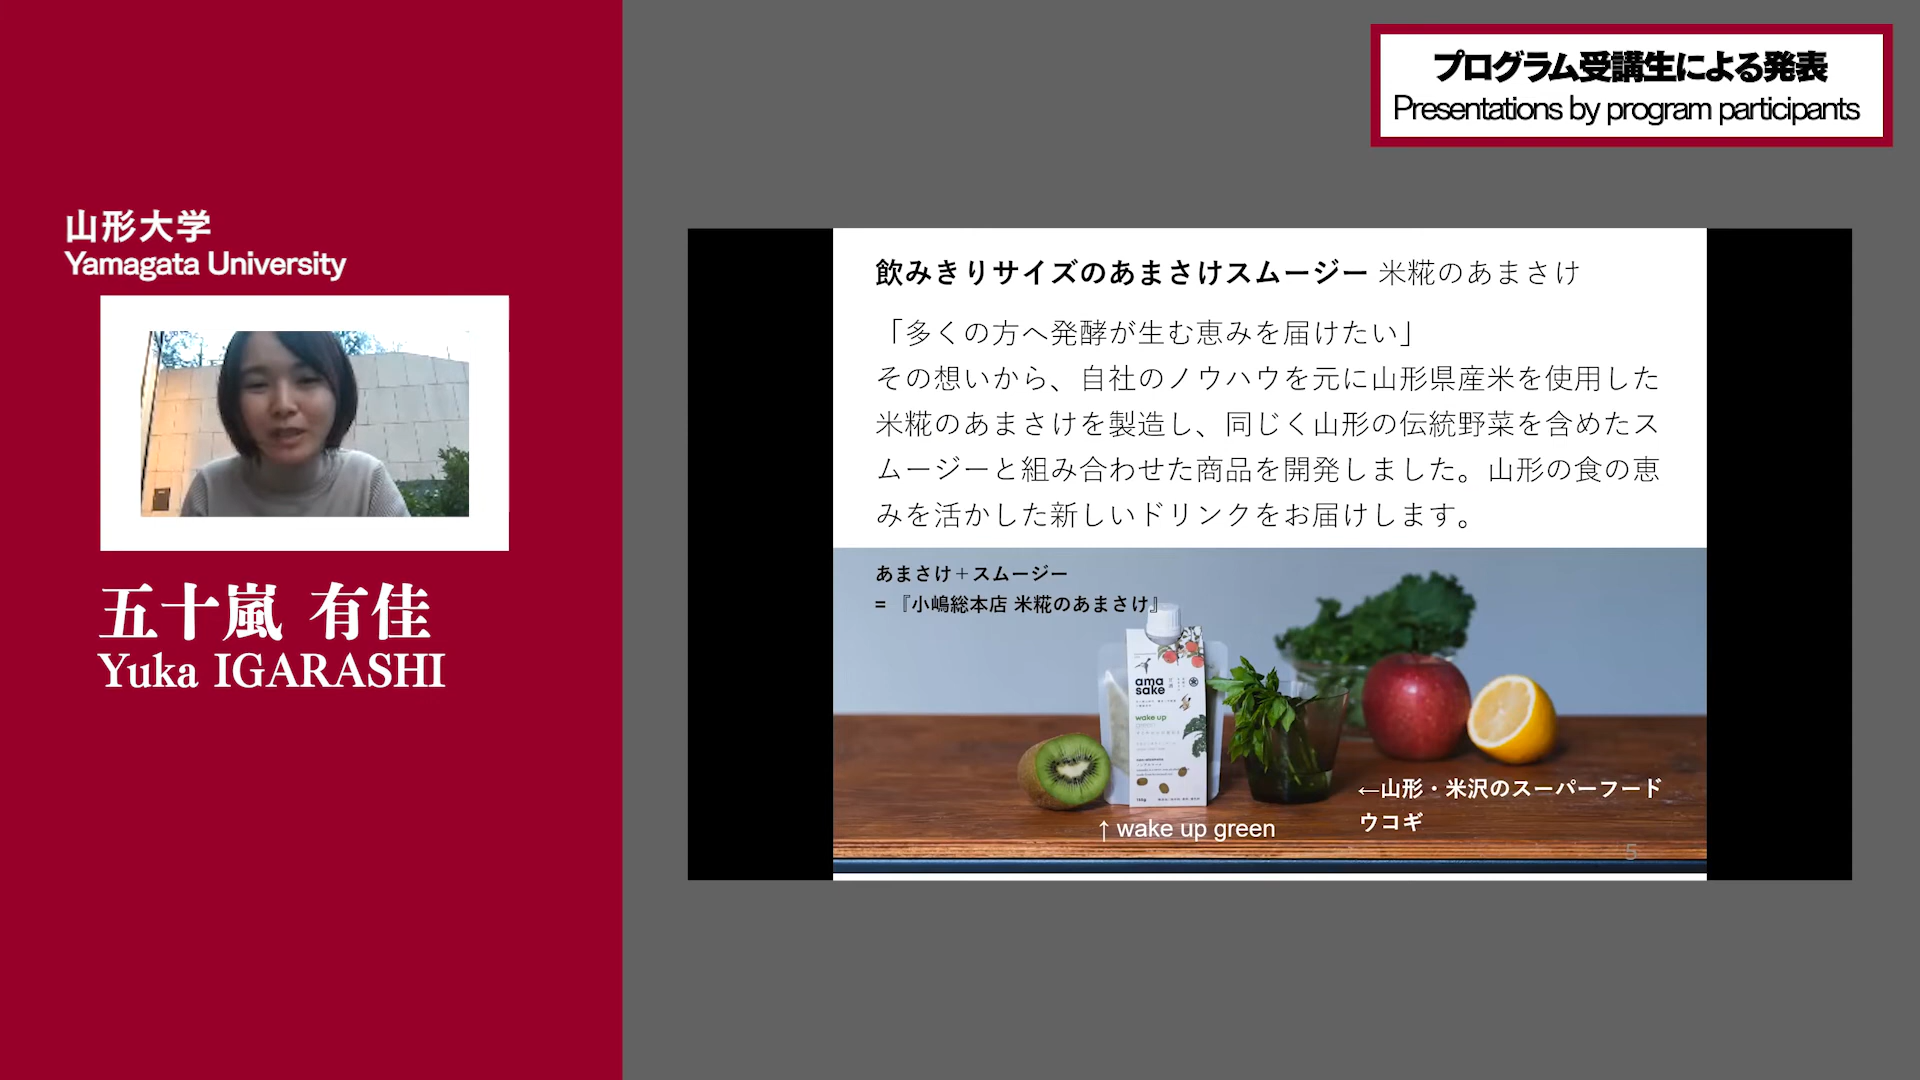 プログラム受講生による発表
Presentations by program participants
山形大学
Yamagata University
五十嵐 有佳
Yuka IGARASHI
飲みきりサイズのあまさけスムージー 米糀のあまさけ
「多くの方へ発酵が生む恵みを届けたい」
その想いから、自社のノウハウを元に山形県産米を使用した
米糀のあまさけを製造し、同じく山形の伝統野菜を含めたス
ムージーと組み合わせた商品を開発しました。山形の食の恵
みを活かした新しいドリンクをお届けします。
あまさけ＋スムージー
= 『小嶋総本店 米糀のあまさけ』
ama
sake
wake up
150g
←山形・米沢のスーパーフード
ウコギ
↑ wake up green
5